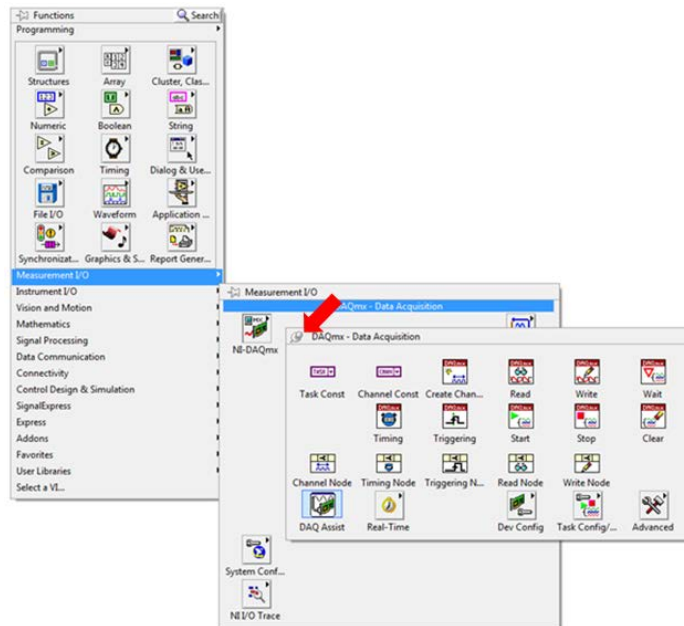 Functions
Search
Programming
Structures
Array
Cluster, Clas...
Numeric
Boolean
String
Comparison
Timing
Dialog & Use...
File I/O
Waveform
Application ...
Synchronizat...
Graphics & S...
Report Gener...
Measurement I/O
Instrument I/O
Vision and Motion
Mathematics
Signal Processing
Data Communication
Connectivity
Control Design & Simulation
SignalExpress
Express
Addons
Favorites
User Libraries
Select a VI...
Measurement I/O
DAQmx - Data Acquisition
NI-DAQmx
System Conf...
NI I/O Trace
DAQmx - Data Acquisition
Task Const
Channel Const
Create Chan...
Read
Write
Wait
Timing
Triggering
Start
Stop
Clear
Channel Node
Timing Node
Triggering N...
Read Node
Write Node
DAQ Assist
Real-Time
Dev Config
Task Config/...
Advanced